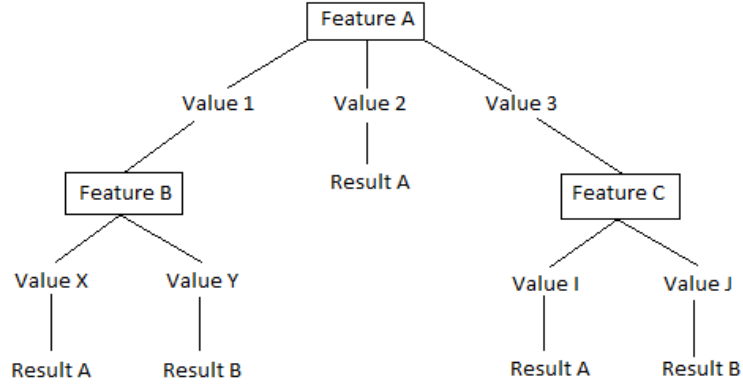 Feature A
Value 1
Value 2
Value 3
Result A
Feature B
Feature C
Value X
Value Y
Value I
Value J
Result A
Result B
Result A
Result B